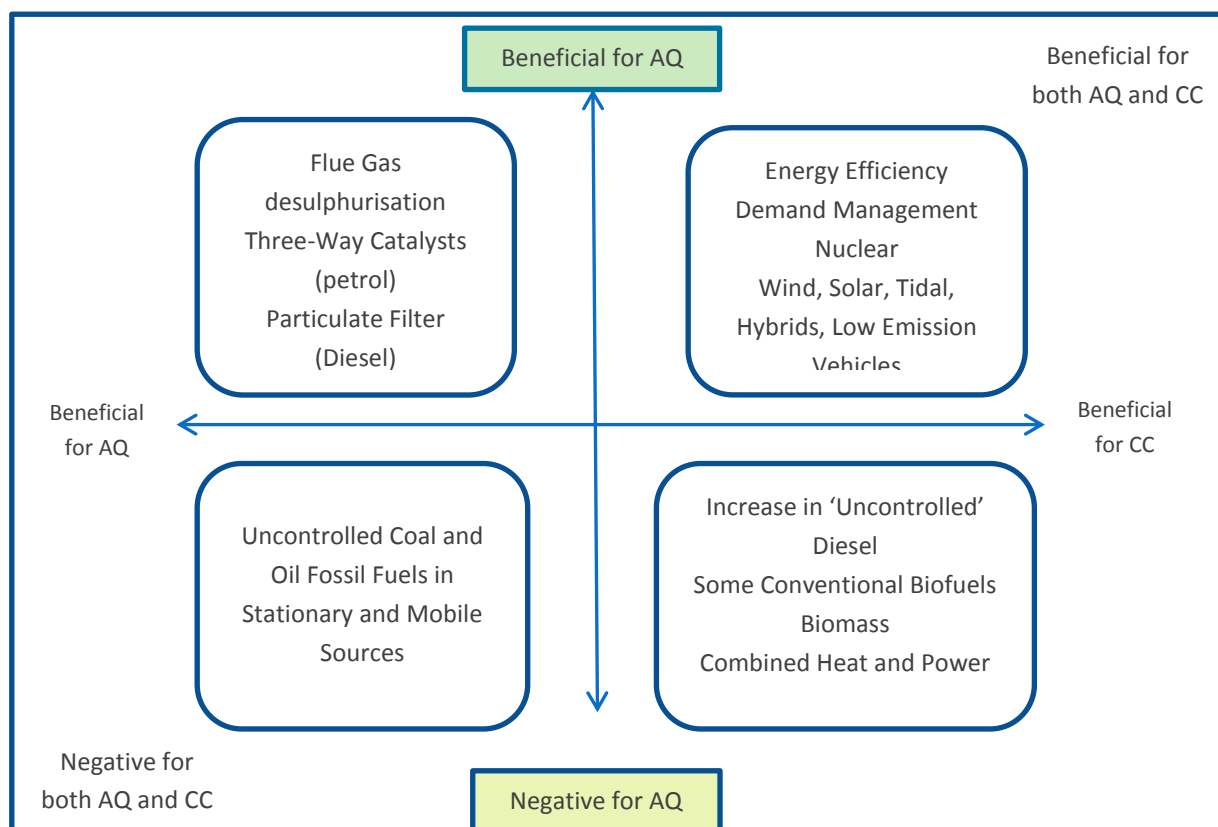 Beneficial for AQ
Beneficial for
both AQ and CC
Flue Gas
desulphurisation
Three-Way Catalysts
(petrol)
Particulate Filter
(Diesel)
Energy Efficiency
Demand Management
Nuclear
Wind, Solar, Tidal,
Hybrids, Low Emission
Vehicles
Beneficial
for AQ
Beneficial
for CC
Uncontrolled Coal and
Oil Fossil Fuels in
Stationary and Mobile
Sources
Increase in ‘Uncontrolled’
Diesel
Some Conventional Biofuels
Biomass
Combined Heat and Power
Negative for
both AQ and CC
Negative for AQ